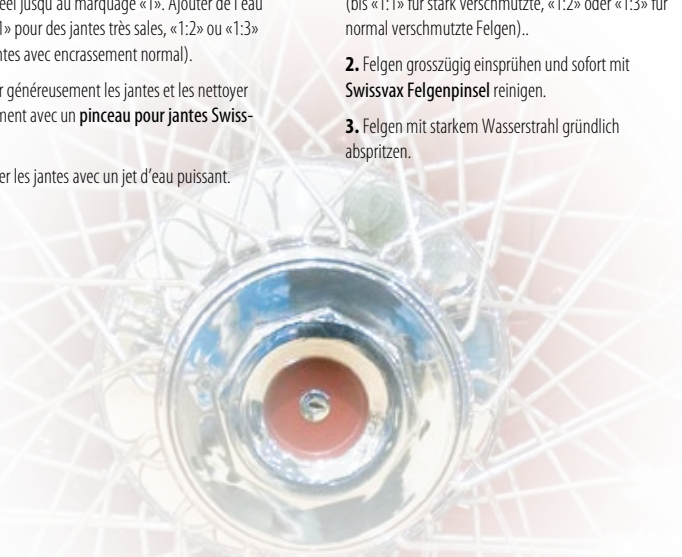 éel jusqu'au marquage «1». Ajouter de l'eau
1» pour des jantes très sales, «1:2» ou «1:3»
ntes avec encrassement normal).
r généreusement les jantes et les nettoyer
ment avec un pinceau pour jantes Swiss-
er les jantes avec un jet d'eau puissant.
(bis «1:1» für stark verschmutzte, «1:2» oder «1:3» für
normal verschmutzte Felgen)..
2. Felgen grosszügig einsprühen und sofort mit
Swissvax Felgenpinsel reinigen.
3. Felgen mit starkem Wasserstrahl gründlich
abspritzen.